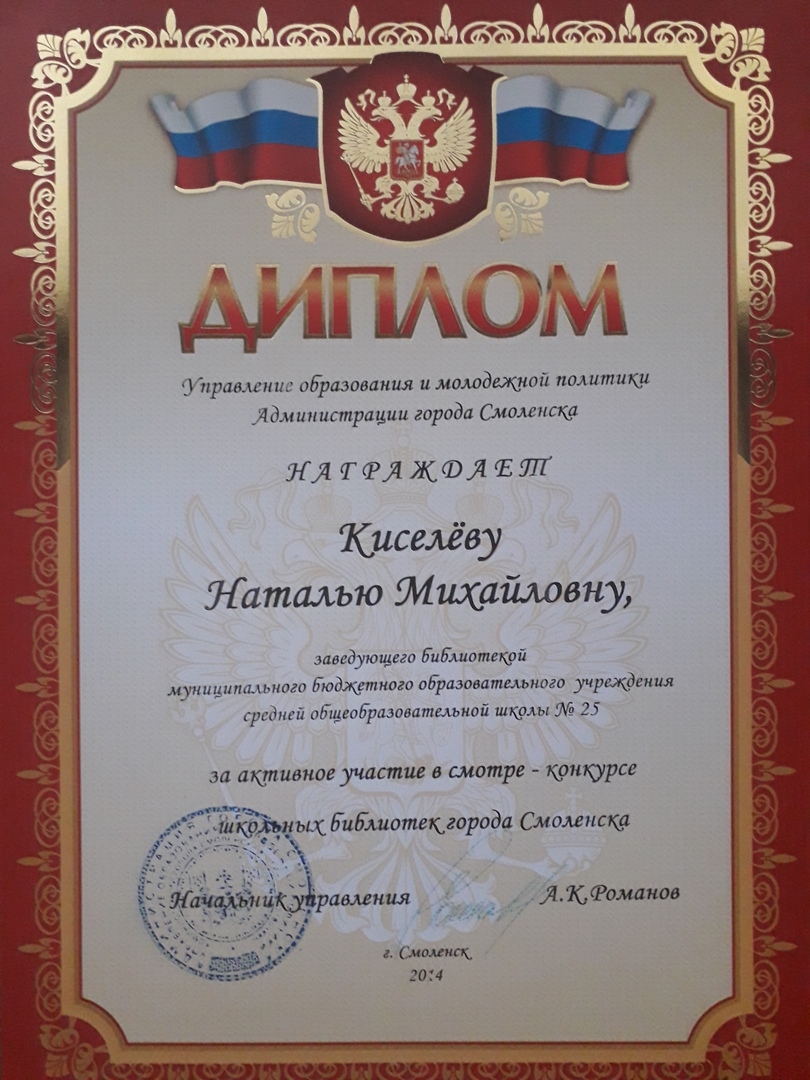 ДИПЛОМ
Управление образования и молодежной политики
Администрации города Смоленска
НАГРАЖДАЕТ
Киселёву
Наталью Михайловну,
заведующего библиотекой
муниципального бюджетного образовательного учреждения
средней общеобразовательной школы № 25
за активное участие в смотре - конкурсе
школьных библиотек города Смоленска
Начальник управления А.К.Романов
г. Смоленск
2014